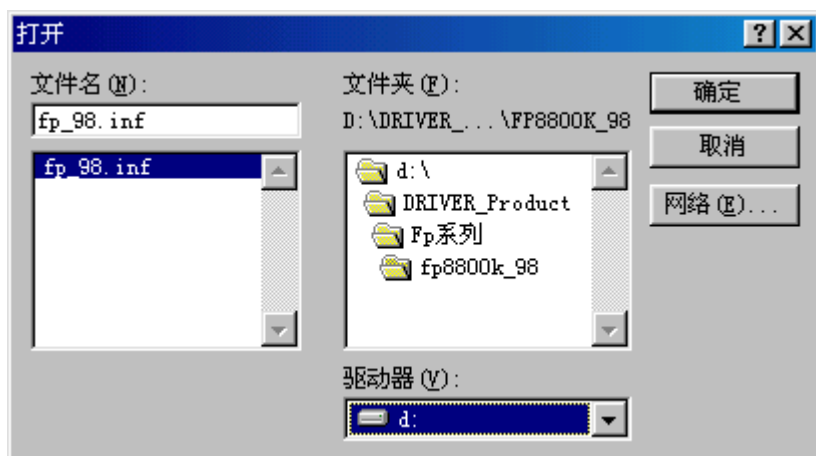 打开
文件名(N):
fp_98.inf
fp_98.inf
文件夹(F):
D:\DRIVER_...\FP8800K_98
d:\
DRIVER_Product
Fp系列
fp8800k_98
驱动器(V):
d:
确定
取消
网络(E)...